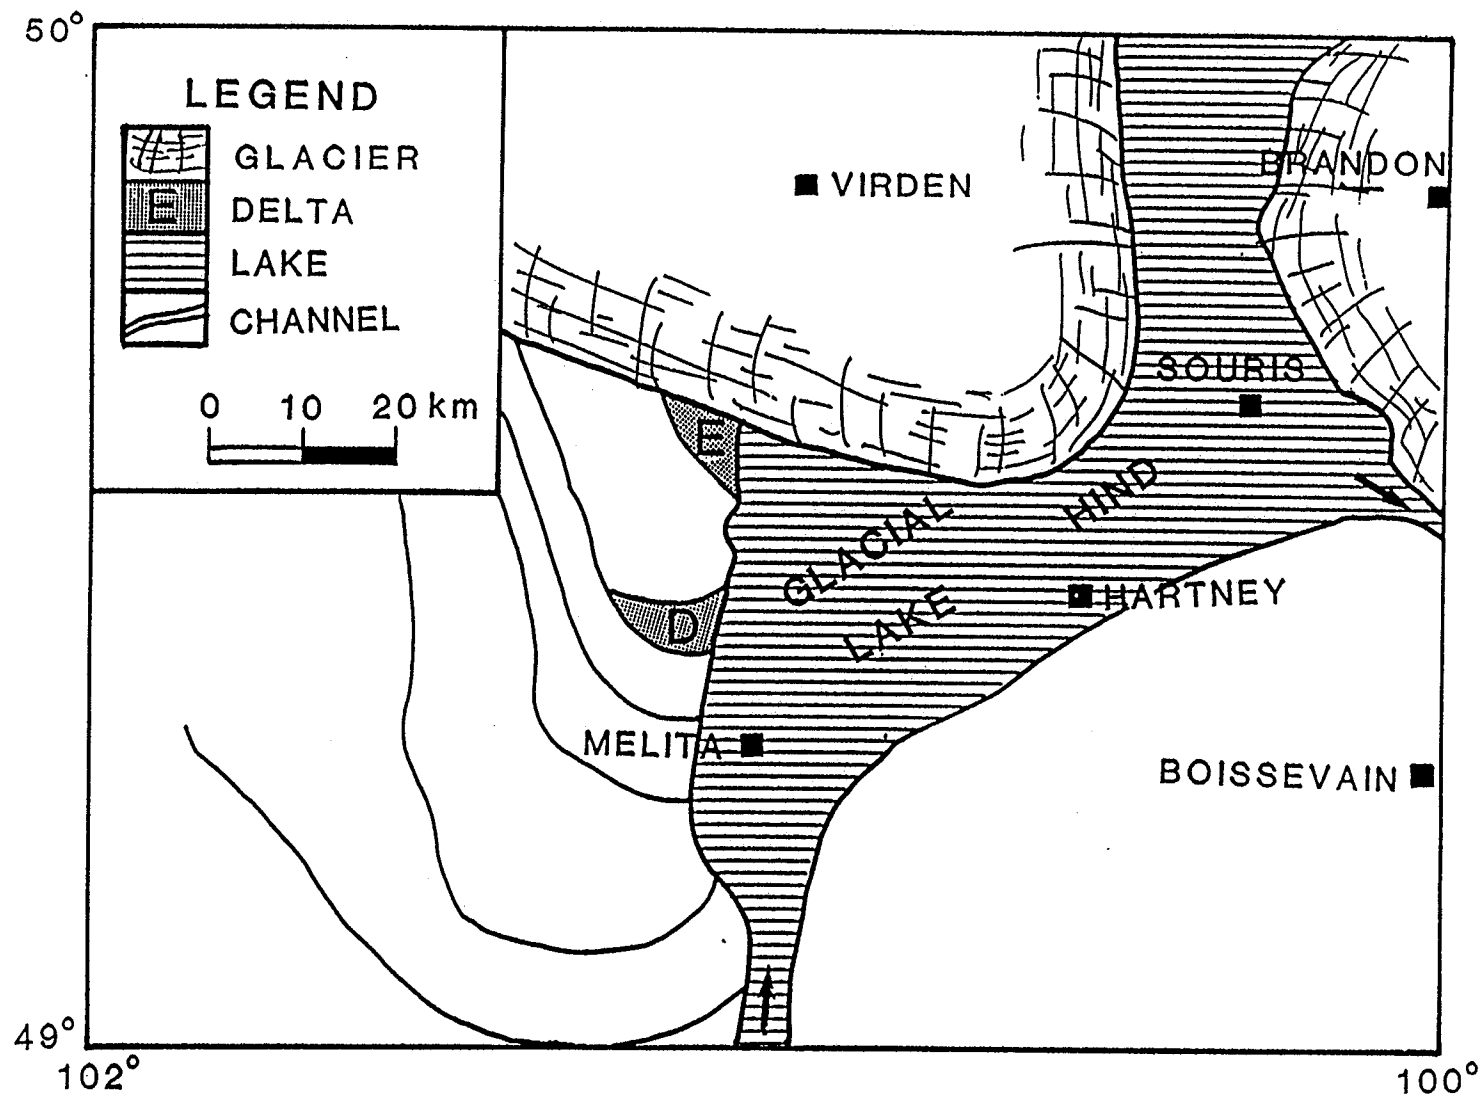 50°
LEGEND
GLACIER
E DELTA
LAKE
CHANNEL
0 10 20 km
VIRDEN
BRANDON
SOURIS
E
GLACIAL HIND
LAKE
HARTNEY
D
MELITA
BOISSEVAIN
49°
102°
100°